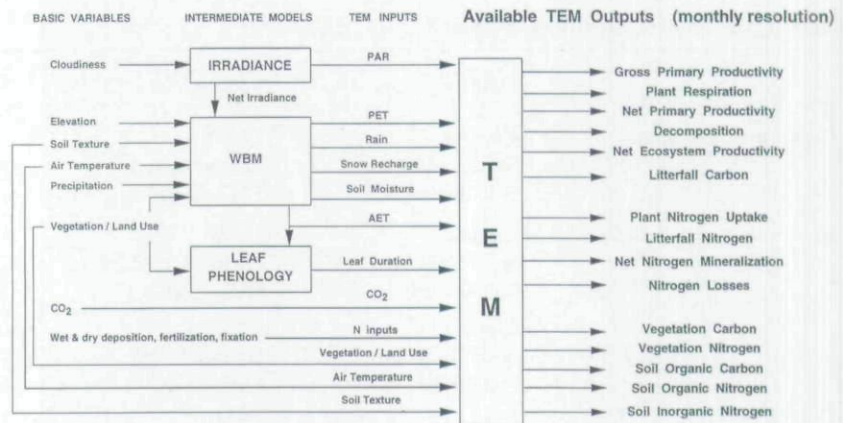 BASIC VARIABLES
INTERMEDIATE MODELS
TEM INPUTS
Available TEM Outputs (monthly resolution)
Cloudiness
IRRADIANCE
PAR
Net Irradiance
Elevation
Soil Texture
Air Temperature
Precipitation
Vegetation / Land Use
WBM
PET
Rain
Snow Recharge
Soil Moisture
AET
LEAF
PHENOLOGY
Leaf Duration
CO2
CO2
Wet & dry deposition, fertilization, fixation
N inputs
Vegetation / Land Use
Air Temperature
Soil Texture
T
E
M
Gross Primary Productivity
Plant Respiration
Net Primary Productivity
Decomposition
Net Ecosystem Productivity
Litterfall Carbon
Plant Nitrogen Uptake
Litterfall Nitrogen
Net Nitrogen Mineralization
Nitrogen Losses
Vegetation Carbon
Vegetation Nitrogen
Soil Organic Carbon
Soil Organic Nitrogen
Soil Inorganic Nitrogen